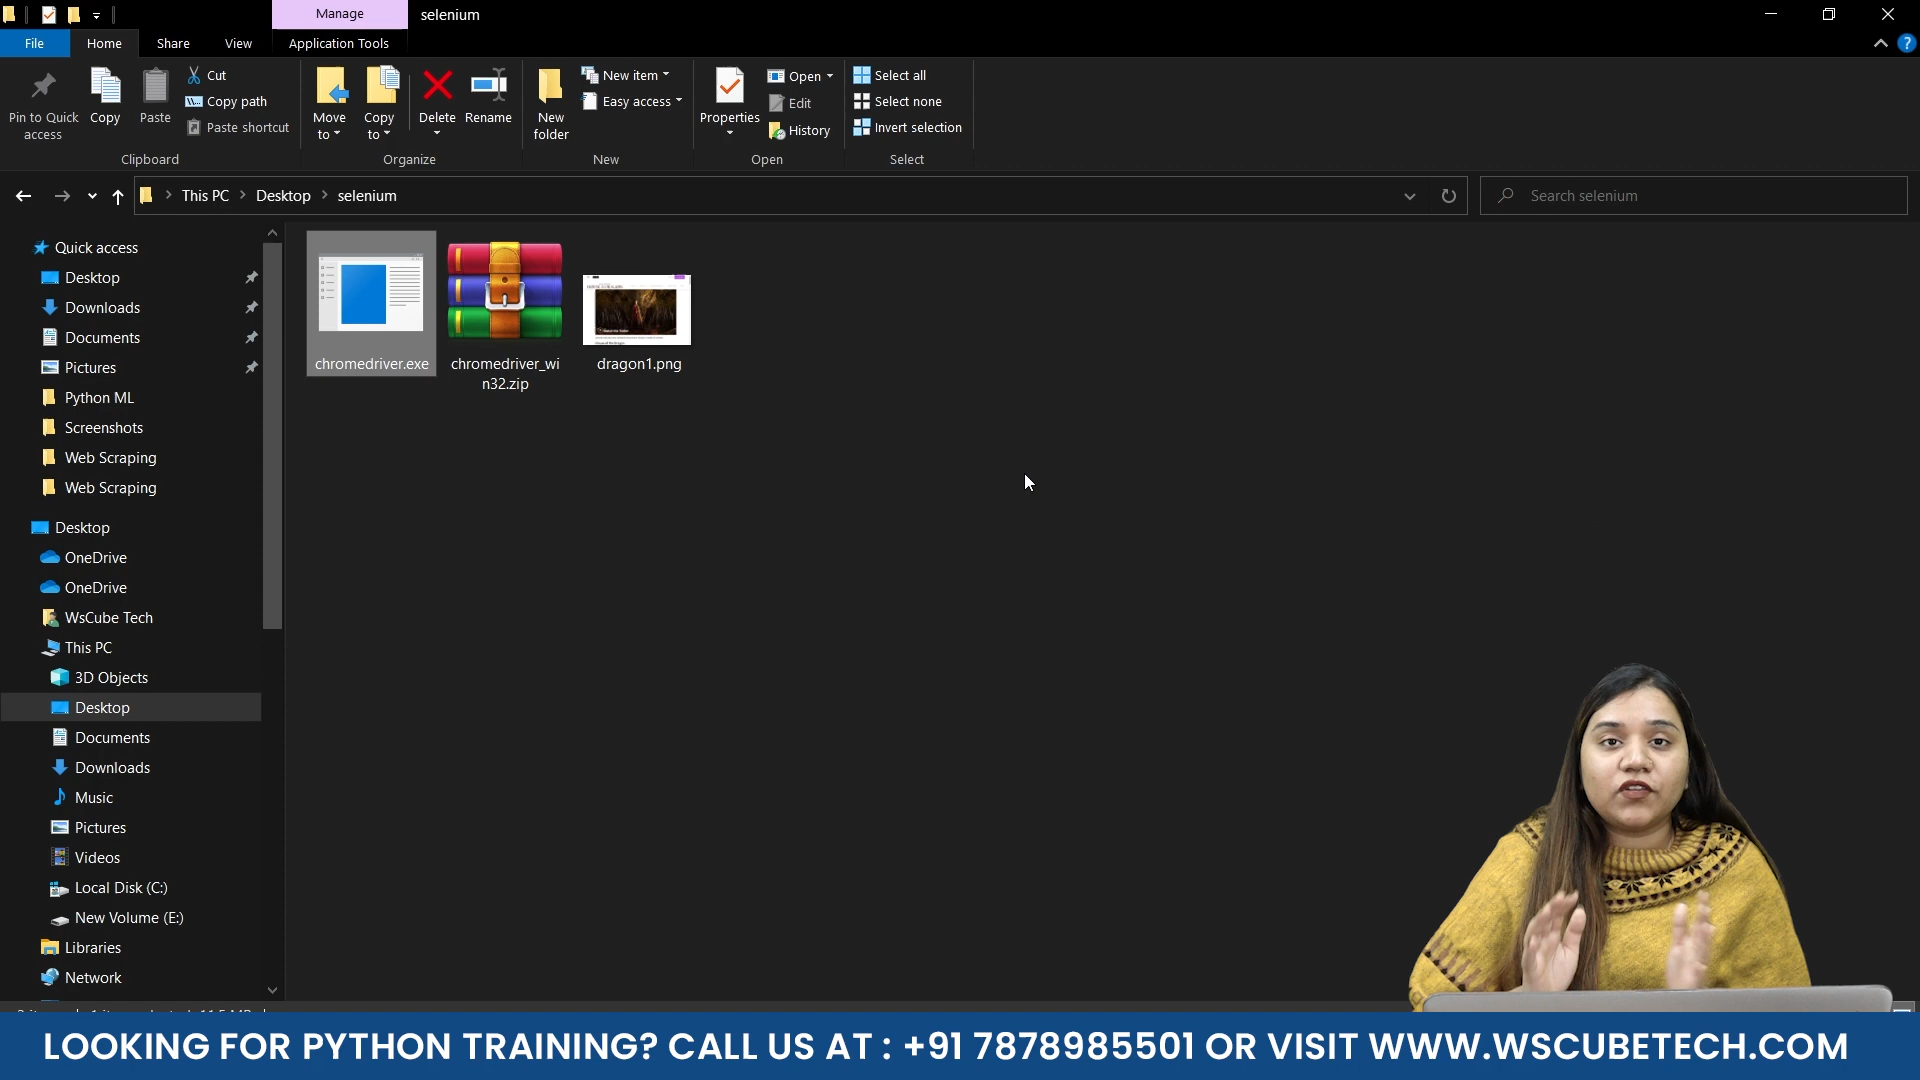 Manage
selenium
File
Home
Share
View
Application Tools
Pin to Quick
access
Copy
Paste
Cut
Copy path
Paste shortcut
Clipboard
Move
to
Copy
to
Delete
Rename
Organize
New
folder
New item
Easy access
New
Properties
Open
Edit
History
Open
Select all
Select none
Invert selection
Select
This PC
Desktop
selenium
Search selenium
Quick access
Desktop
Downloads
Documents
Pictures
Python ML
Screenshots
Web Scraping
Web Scraping
Desktop
OneDrive
OneDrive
WsCube Tech
This PC
3D Objects
Desktop
Documents
Downloads
Music
Pictures
Videos
Local Disk (C:)
New Volume (E:)
Libraries
Network
chromedriver.exe
chromedriver_wi
n32.zip
dragon1.png
LOOKING FOR PYTHON TRAINING? CALL US AT : +91 7878985501 OR VISIT WWW.WSCUBETECH.COM